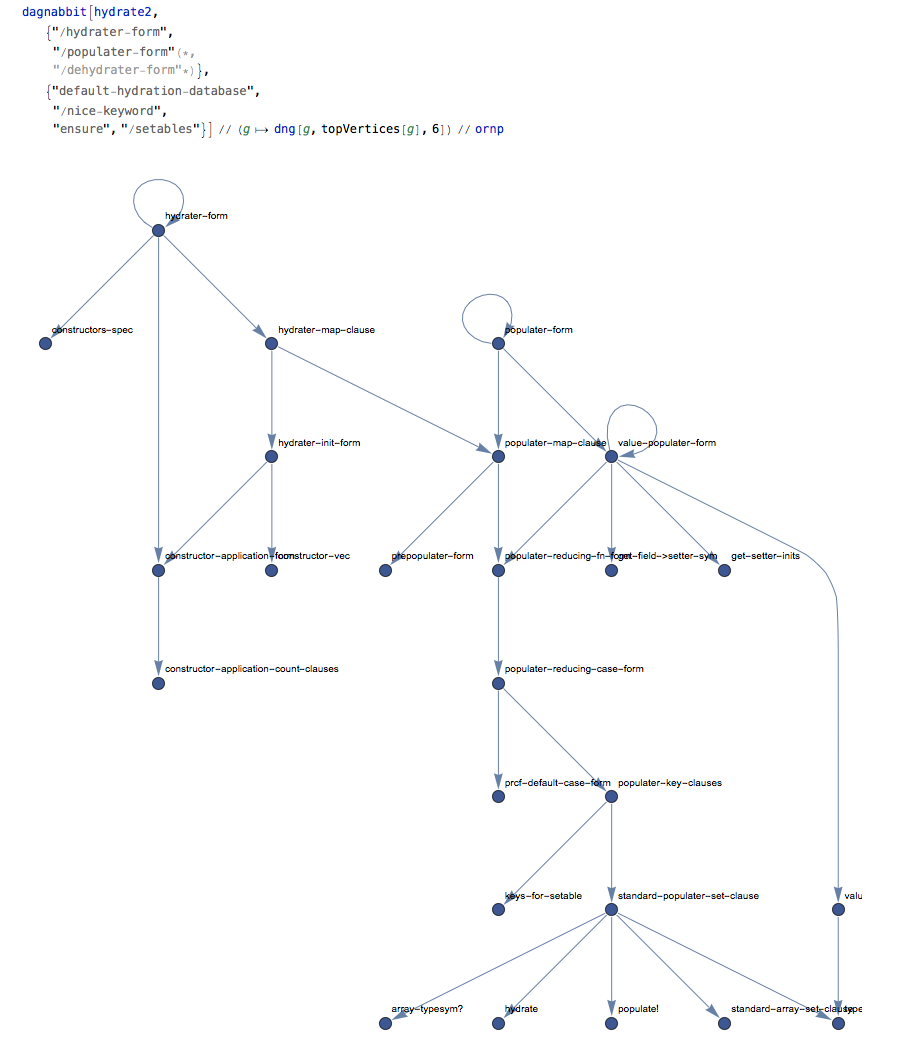 dagnabbit[hydrate2,
{"/hydrater-form",
"/populater-form"(*,
"/dehydrater-form"*)},
{"default-hydration-database",
"/nice-keyword",
"ensure", "/setables"}] // (g ↦ dng[g, topVertices[g], 6]) // ornp
hydrater-form
constructors-spec
hydrater-map-clause
populater-form
hydrater-init-form
populater-map-clause
value-populater-form
constructor-application-form
constructor-vec
prepopulater-form
populater-reducing-fn-form
get-field->setter-sym
get-setter-inits
constructor-application-count-clauses
populater-reducing-case-form
prcf-default-case-form
populater-key-clauses
keys-for-setable
standard-populater-set-clause
valu
array-typesym?
hydrate
populate!
standard-array-set-clause